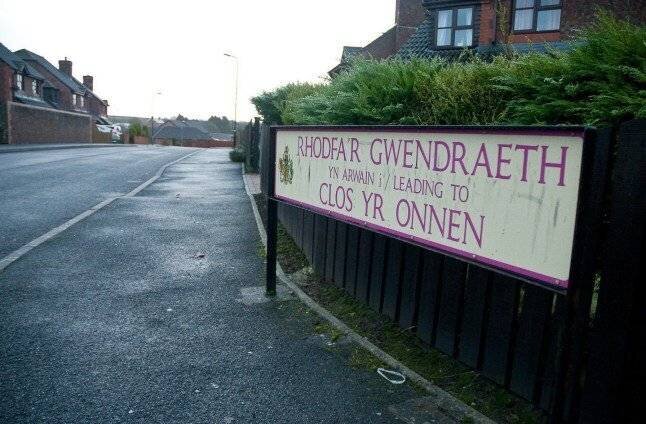 RHODFA'R GWENDRAETH
YN ARWAIN i / LEADING TO
CLOS YR ONNEN